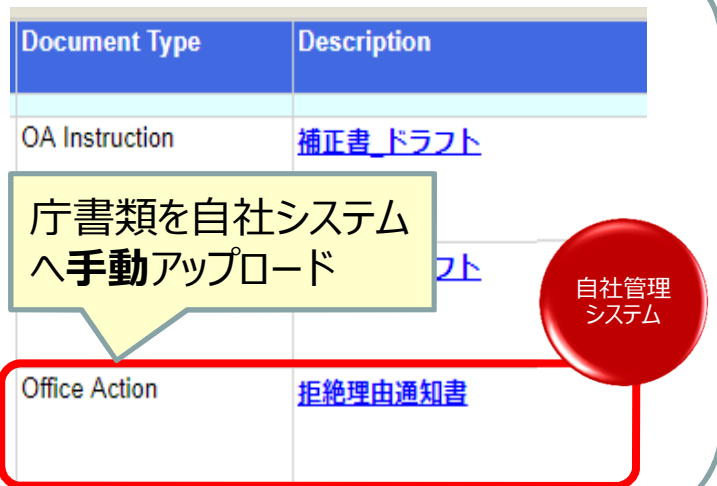 Document Type
Description
OA Instruction
補正書_ドラフト
庁書類を自社システム
へ手動アップロード
フト
自社管理
システム
Office Action
拒絶理由通知書